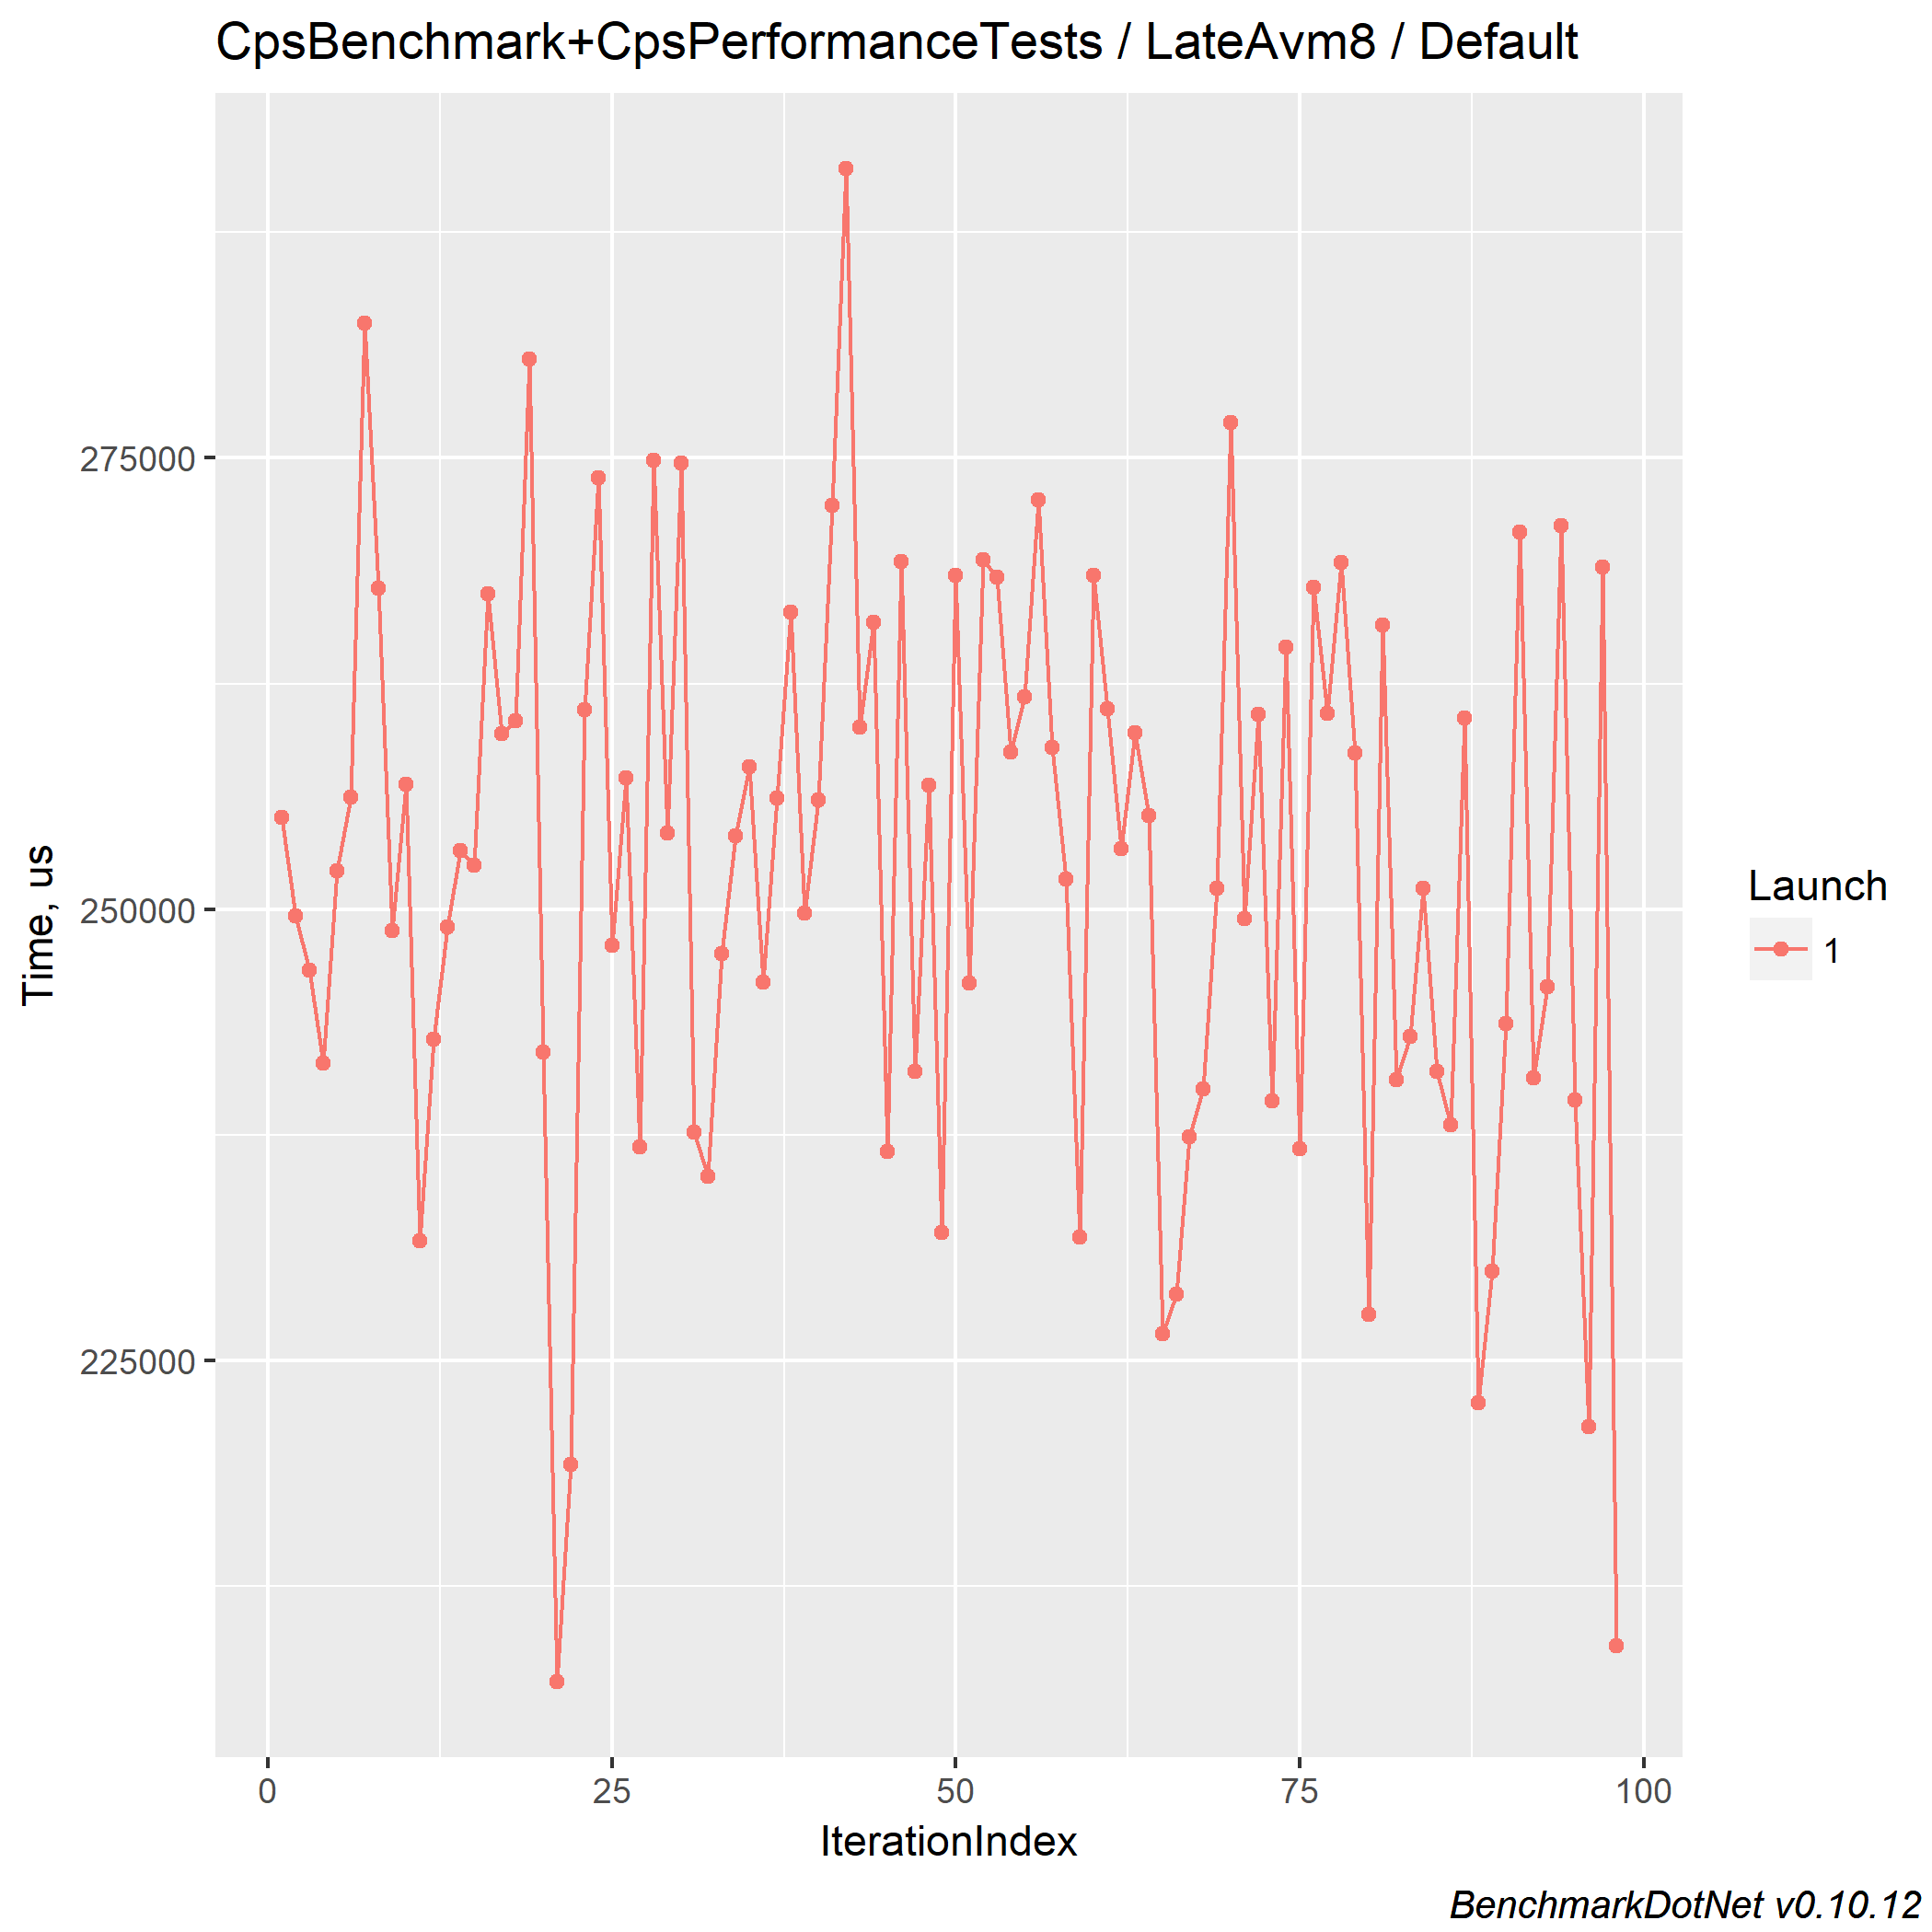 CpsBenchmark+CpsPerformanceTests / LateAvm8 / Default
275000
250000
225000
Time, us
0 25 50 75 100
IterationIndex
Launch
1
BenchmarkDotNet v0.10.12